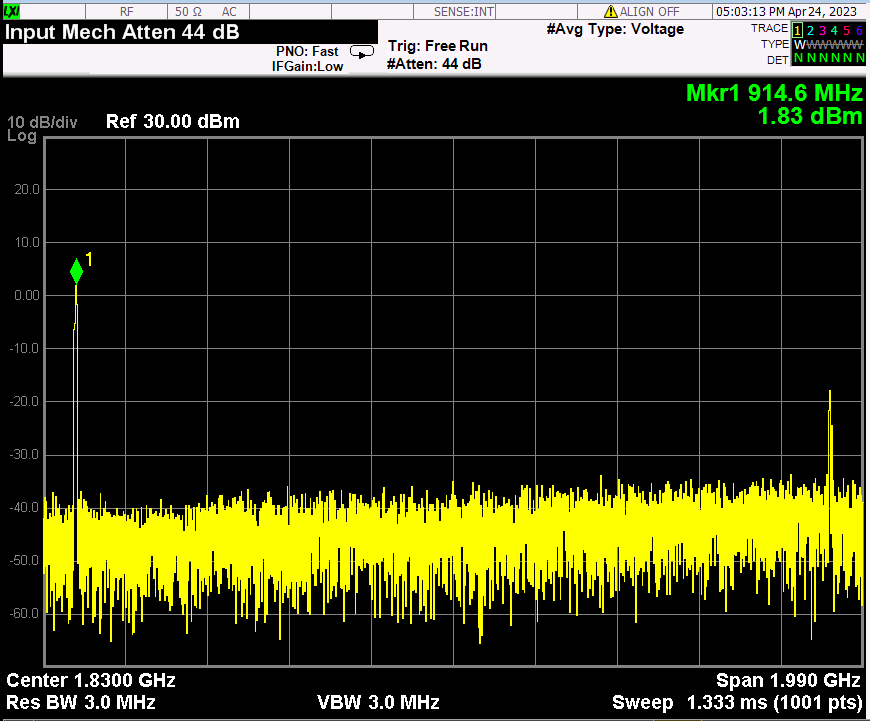 LXI RF 50 Ω AC SENSE:INT ALIGN OFF 05:03:13 PM Apr 24, 2023
Input Mech Atten 44 dB
PNO: Fast
IFGain:Low
Trig: Free Run
#Atten: 44 dB
#Avg Type: Voltage
TRACE 1 2 3 4 5 6
TYPE WWWWWW
DET N N N N N N
Mkr1 914.6 MHz
1.83 dBm
10 dB/div Ref 30.00 dBm
Log
20.0
10.0
1
0.00
-10.0
-20.0
-30.0
-40.0
-50.0
-60.0
Center 1.8300 GHz Span 1.990 GHz
Res BW 3.0 MHz VBW 3.0 MHz Sweep 1.333 ms (1001 pts)